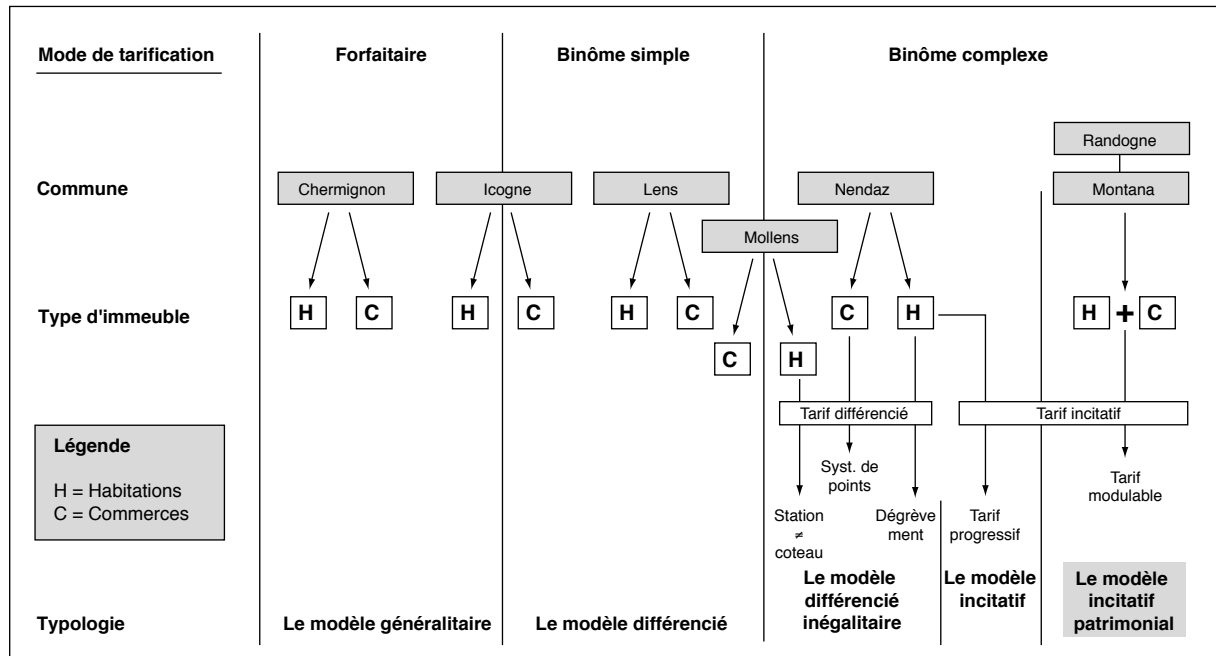 Mode de tarification
Forfaitaire
Binôme simple
Binôme complexe
Randogne
Commune
Chermignon
Icogne
Lens
Nendaz
Montana
Mollens
Type d'immeuble
H
C
H
C
H
C
C
H
H + C
C
H
Tarif différencié
Tarif incitatif
Légende
H = Habitations
C = Commerces
Syst. de
points
Tarif
modulable
Station
≠
coteau
Dégrève
ment
Tarif
progressif
Typologie
Le modèle généralitaire
Le modèle différencié
Le modèle
différencié
inégalitaire
Le modèle
incitatif
Le modèle
incitatif
patrimonial